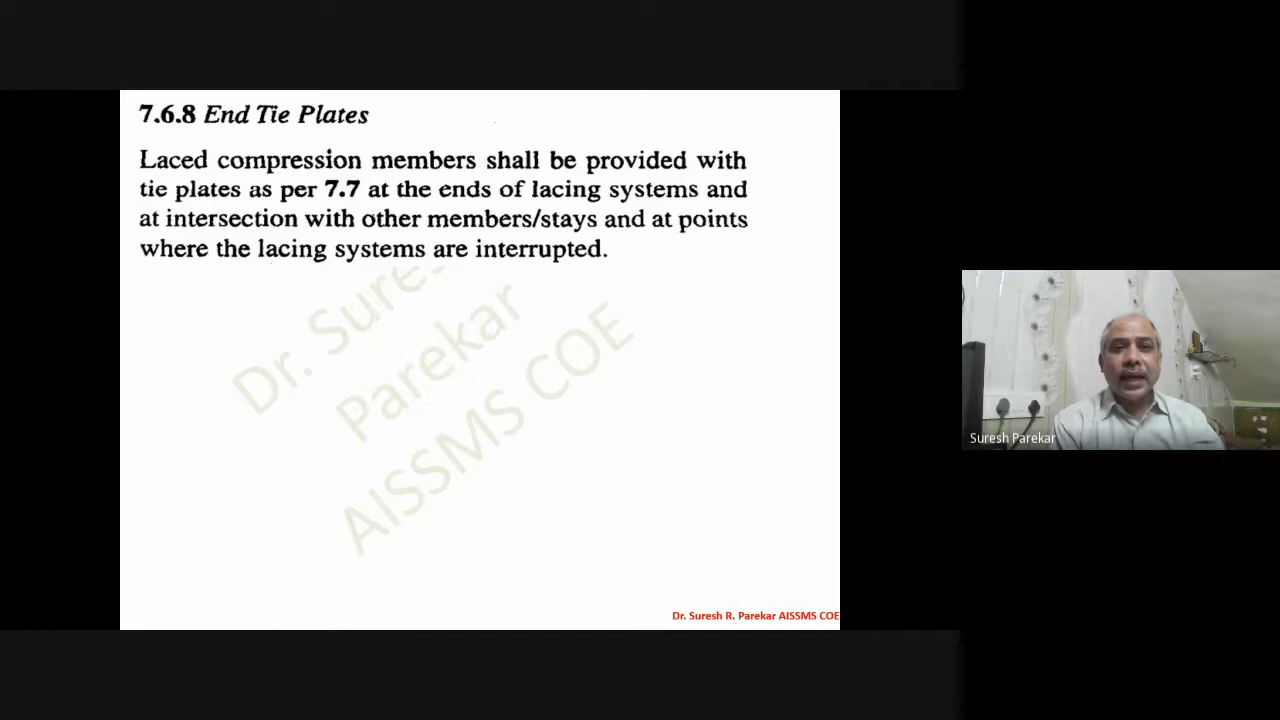 7.6.8 End Tie Plates
Laced compression members shall be provided with
tie plates as per 7.7 at the ends of lacing systems and
at intersection with other members/stays and at points
where the lacing systems are interrupted.
Dr. Suresh
Parekar
AISSMS COE
Dr. Suresh R. Parekar AISSMS COE
Suresh Parekar